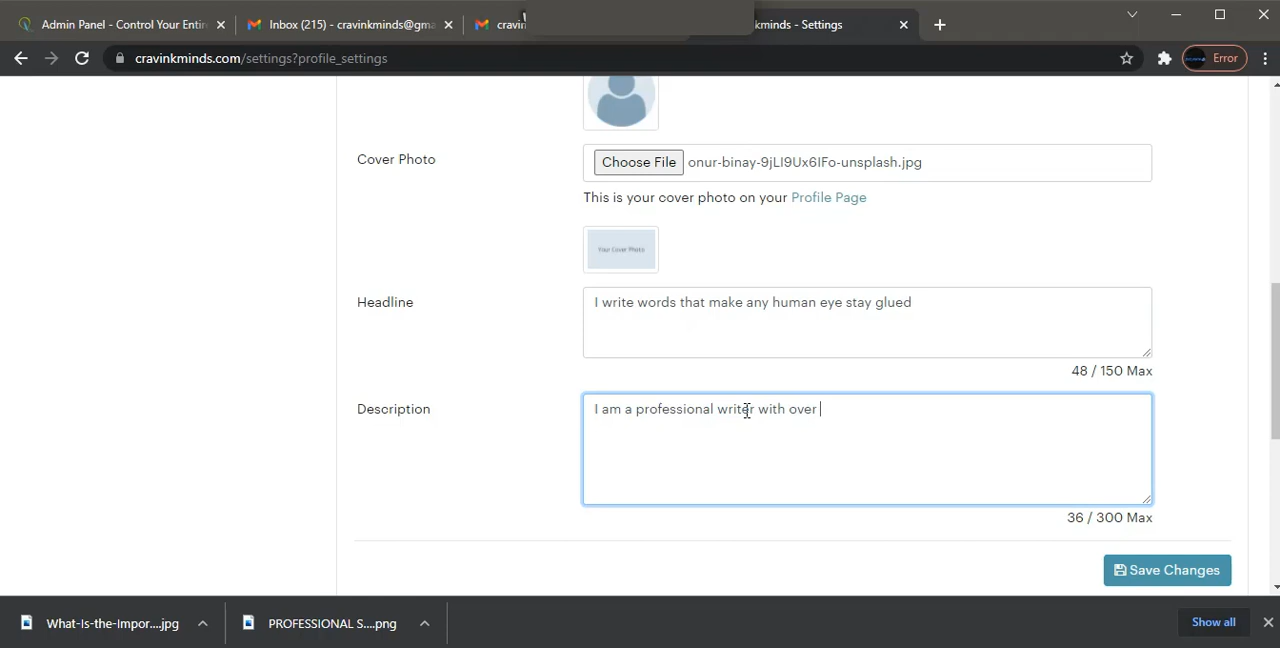 Admin Panel - Control Your Entir
Inbox (215) - cravinkminds@gma
cravin
kminds - Settings
cravinkminds.com/settings?profile_settings
Error
Cover Photo
Choose File onur-binay-9jLI9Ux6IFo-unsplash.jpg
This is your cover photo on your Profile Page
Your Cover Photo
Headline
I write words that make any human eye stay glued
48 / 150 Max
Description
I am a professional writer with over
36 / 300 Max
Save Changes
What-Is-the-Impor....jpg
PROFESSIONAL S....png
Show all